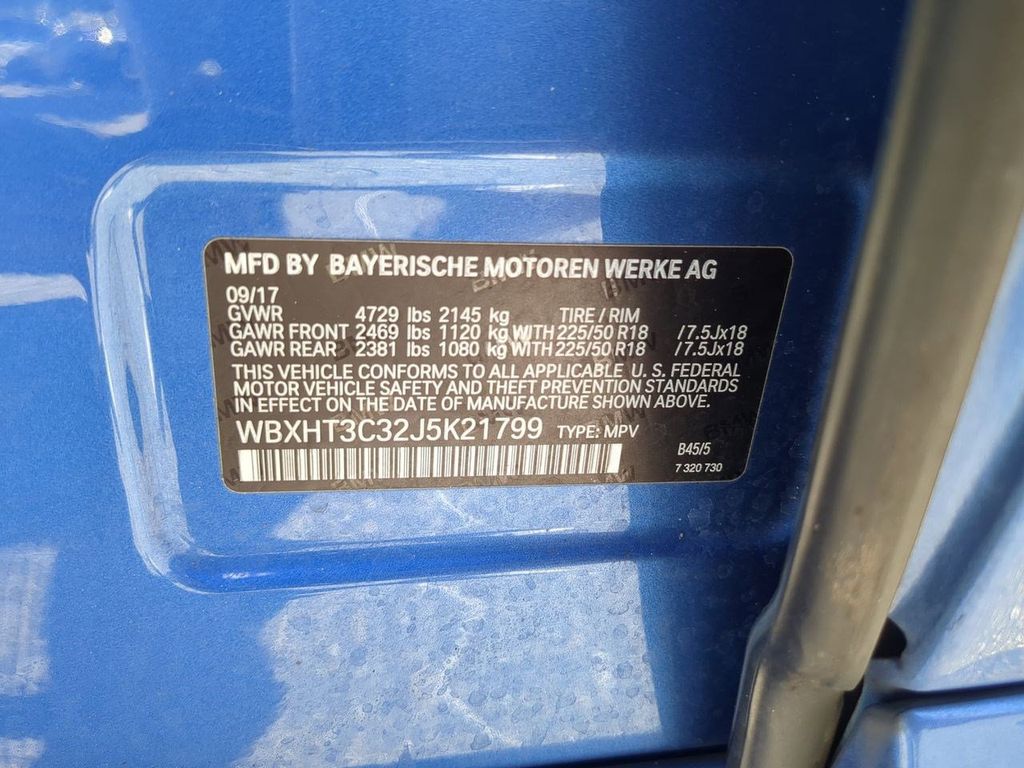 MFD BY BAYERISCHE MOTOREN WERKE AG
09/17
GVWR 4729 lbs 2145 kg TIRE / RIM
GAWR FRONT 2469 lbs 1120 kg WITH 225/50 R18 /7.5Jx18
GAWR REAR 2381 lbs 1080 kg WITH 225/50 R18 /7.5Jx18
THIS VEHICLE CONFORMS TO ALL APPLICABLE U. S. FEDERAL
MOTOR VEHICLE SAFETY AND THEFT PREVENTION STANDARDS
IN EFFECT ON THE DATE OF MANUFACTURE SHOWN ABOVE.
WBXHT3C32J5K21799 TYPE: MPV
B45/5
7 320 730